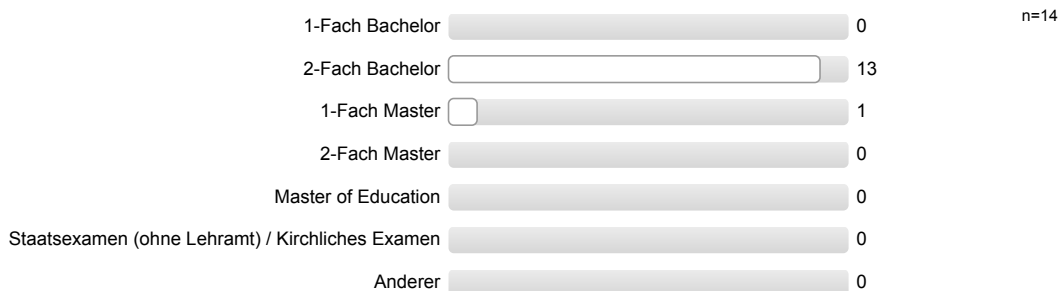 1-Fach Bachelor 0 n=14
2-Fach Bachelor 13
1-Fach Master 1
2-Fach Master 0
Master of Education 0
Staatsexamen (ohne Lehramt) / Kirchliches Examen 0
Anderer 0